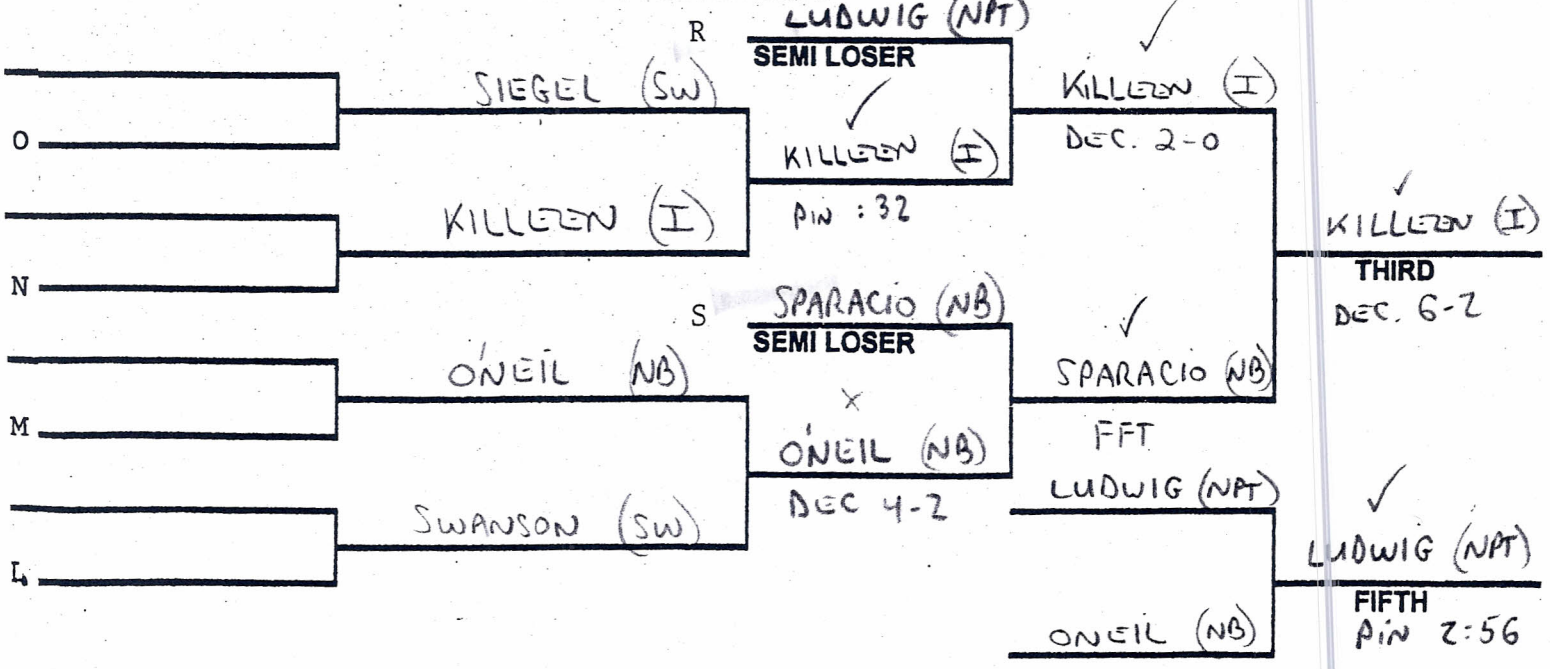 R
LUDWIG (NPT)
SEMI LOSER
SIEGEL (SW)
KILLEEN (I)
DEC. 2-0
O
KILLEEN (I)
PIN :32
KILLEEN (I)
KILLEEN (I)
THIRD
DEC. 6-2
N
S
SPARACIO (NB)
SEMI LOSER
O'NEIL (NB)
X
SPARACIO (NB)
FFT
M
O'NEIL (NB)
DEC 4-2
LUDWIG (NPT)
SWANSON (SW)
LUDWIG (NPT)
FIFTH
PIN 2:56
L
ONEIL (NB)